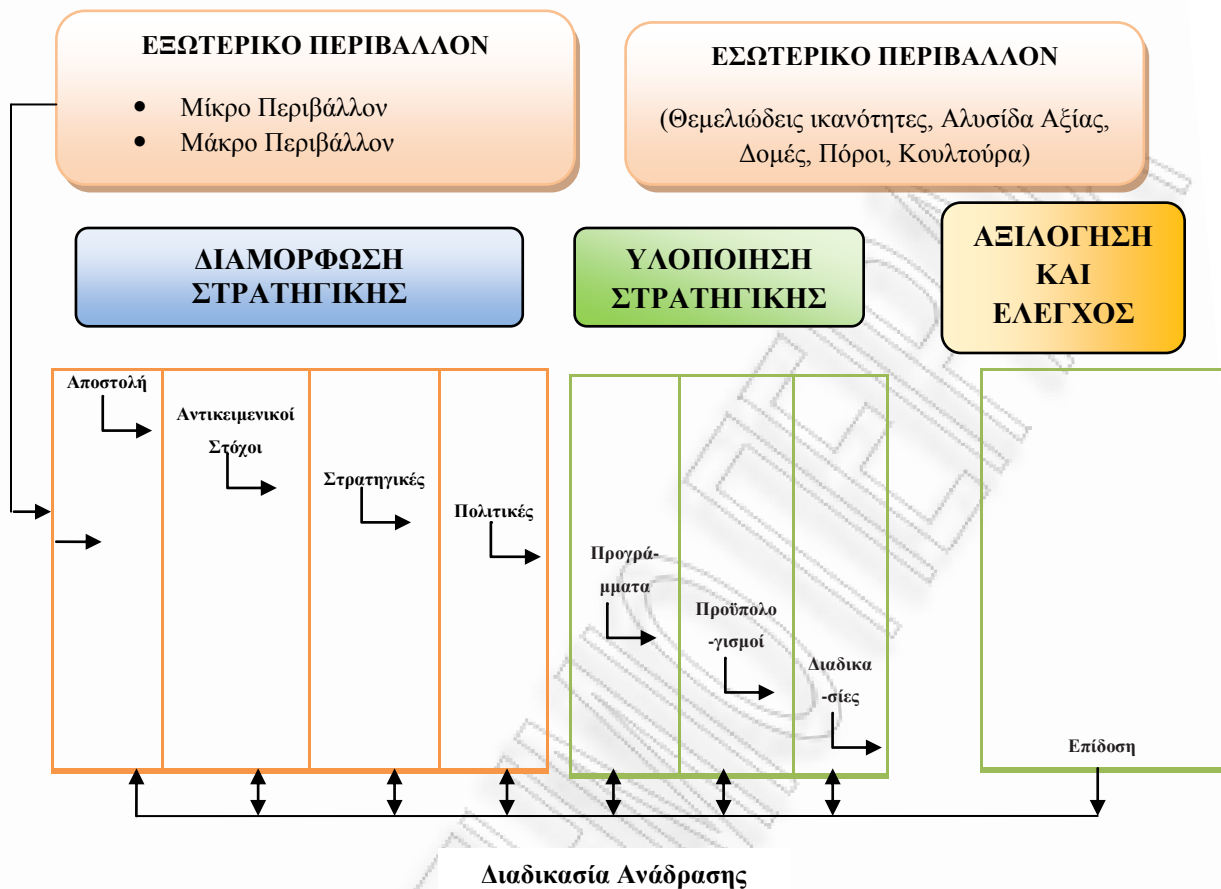 ΕΞΩΤΕΡΙΚΟ ΠΕΡΙΒΑΛΛΟΝ
• Μίκρο Περιβάλλον
• Μάκρο Περιβάλλον
ΕΣΩΤΕΡΙΚΟ ΠΕΡΙΒΑΛΛΟΝ
(Θεμελιώδεις ικανότητες, Αλυσίδα Αξίας,
Δομές, Πόροι, Κουλτούρα)
ΔΙΑΜΟΡΦΩΣΗ
ΣΤΡΑΤΗΓΙΚΗΣ
ΥΛΟΠΟΙΗΣΗ
ΣΤΡΑΤΗΓΙΚΗΣ
ΑΞΙΛΟΓΗΣΗ
ΚΑΙ
ΕΛΕΓΧΟΣ
Αποστολή
Αντικειμενικοί
Στόχοι
Στρατηγικές
Πολιτικές
Προγρά-
μματα
Προϋπολο
-γισμοί
Διαδικα
-σίες
Επίδοση
Διαδικασία Ανάδρασης